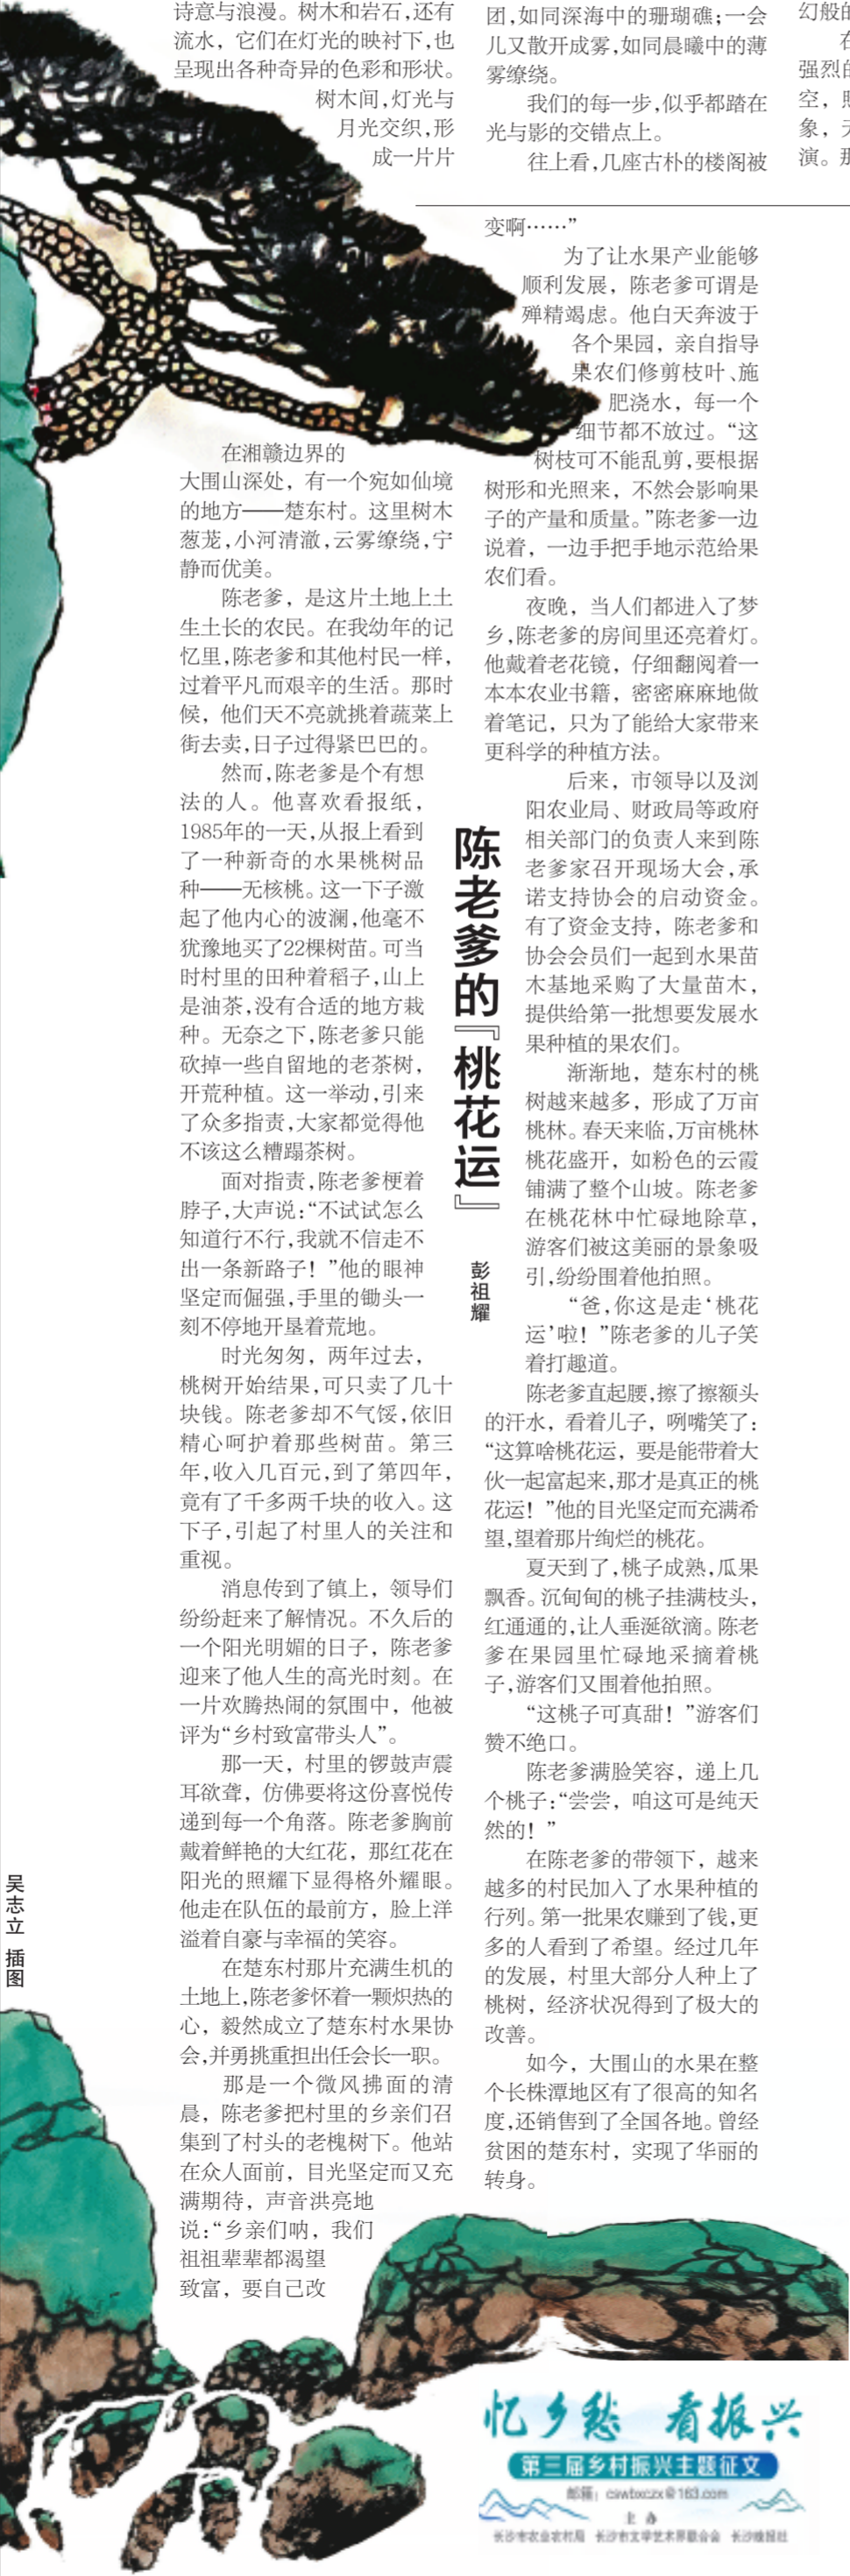 诗意与浪漫。树木和岩石,还有
流水，它们在灯光的映衬下,也
呈现出各种奇异的色彩和形状。
树木间,灯光与
月光交织,形
成一片片
团,如同深海中的珊瑚礁;一会
儿又散开成雾,如同晨曦中的薄
雾缭绕。
我们的每一步,似乎都踏在
光与影的交错点上。
往上看,几座古朴的楼阁被
幻般的
在
强烈的
空，
象，
演。
陈老爹的『桃花运』
彭祖耀
在湘赣边界的
大围山深处，有一个宛如仙境
的地方——楚东村。这里树木
葱茏,小河清澈,云雾缭绕,宁
静而优美。
陈老爹，是这片土地上土
生土长的农民。在我幼年的记
忆里,陈老爹和其他村民一样，
过着平凡而艰辛的生活。那时
候，他们天不亮就挑着蔬菜上
街去卖,日子过得紧巴巴的。
然而,陈老爹是个有想
法的人。他喜欢看报纸，
1985年的一天,从报上看到
了一种新奇的水果桃树品
种——无核桃。这一下子激
起了他内心的波澜,他毫不
犹豫地买了22棵树苗。可当
时村里的田种着稻子,山上
是油茶,没有合适的地方栽
种。无奈之下,陈老爹只能
砍掉一些自留地的老茶树，
开荒种植。这一举动,引来
了众多指责,大家都觉得他
不该这么糟蹋茶树。
面对指责,陈老爹梗着
脖子,大声说:“不试试怎么
知道行不行,我就不信走不
出一条新路子！”他的眼神
坚定而倔强,手里的锄头一
刻不停地开垦着荒地。
时光匆匆，两年过去，
桃树开始结果,可只卖了几十
块钱。陈老爹却不气馁,依旧
精心呵护着那些树苗。第三
年,收入几百元,到了第四年，
竟有了千多两千块的收入。这
下子,引起了村里人的关注和
重视。
消息传到了镇上，领导们
纷纷赶来了解情况。不久后的
一个阳光明媚的日子，陈老爹
迎来了他人生的高光时刻。在
一片欢腾热闹的氛围中，他被
评为“乡村致富带头人”。
那一天，村里的锣鼓声震
耳欲聋，仿佛要将这份喜悦传
递到每一个角落。陈老爹胸前
戴着鲜艳的大红花，那红花在
阳光的照耀下显得格外耀眼。
他走在队伍的最前方，脸上洋
溢着自豪与幸福的笑容。
在楚东村那片充满生机的
土地上,陈老爹怀着一颗炽热的
心，毅然成立了楚东村水果协
会,并勇挑重担出任会长一职。
那是一个微风拂面的清
晨，陈老爹把村里的乡亲们召
集到了村头的老槐树下。他站
在众人面前，目光坚定而又充
满期待，声音洪亮地
说:“乡亲们呐，我们
祖祖辈辈都渴望
致富，要自己改
变啊……”
为了让水果产业能够
顺利发展，陈老爹可谓是
殚精竭虑。他白天奔波于
各个果园，亲自指导
果农们修剪枝叶、施
肥浇水，每一个
细节都不放过。“这
树枝可不能乱剪,要根据
树形和光照来，不然会影响果
子的产量和质量。”陈老爹一边
说着，一边手把手地示范给果
农们看。
夜晚，当人们都进入了梦
乡,陈老爹的房间里还亮着灯。
他戴着老花镜，仔细翻阅着一
本本农业书籍，密密麻麻地做
着笔记，只为了能给大家带来
更科学的种植方法。
后来，市领导以及浏
阳农业局、财政局等政府
相关部门的负责人来到陈
老爹家召开现场大会,承
诺支持协会的启动资金。
有了资金支持，陈老爹和
协会会员们一起到水果苗
木基地采购了大量苗木，
提供给第一批想要发展水
果种植的果农们。
渐渐地，楚东村的桃
树越来越多，形成了万亩
桃林。春天来临,万亩桃林
桃花盛开，如粉色的云霞
铺满了整个山坡。陈老爹
在桃花林中忙碌地除草，
游客们被这美丽的景象吸
引,纷纷围着他拍照。
“爸,你这是走‘桃花
运’啦！”陈老爹的儿子笑
着打趣道。
陈老爹直起腰,擦了擦额头
的汗水，看着儿子，咧嘴笑了：
“这算啥桃花运，要是能带着大
伙一起富起来,那才是真正的桃
花运！”他的目光坚定而充满希
望,望着那片绚烂的桃花。
夏天到了,桃子成熟,瓜果
飘香。沉甸甸的桃子挂满枝头，
红通通的,让人垂涎欲滴。陈老
爹在果园里忙碌地采摘着桃
子,游客们又围着他拍照。
“这桃子可真甜！”游客们
赞不绝口。
陈老爹满脸笑容，递上几
个桃子:“尝尝，咱这可是纯天
然的！”
在陈老爹的带领下，越来
越多的村民加入了水果种植的
行列。第一批果农赚到了钱,更
多的人看到了希望。经过几年
的发展，村里大部分人种上了
桃树，经济状况得到了极大的
改善。
如今，大围山的水果在整
个长株潭地区有了很高的知名
度,还销售到了全国各地。曾经
贫困的楚东村，实现了华丽的
转身。
吴志立 插图
忆乡愁 看振兴
第三届乡村振兴主题征文
邮箱：cswbxczx@163.com
主办
长沙市农业农村局 长沙市文学艺术界联合会 长沙晚报社